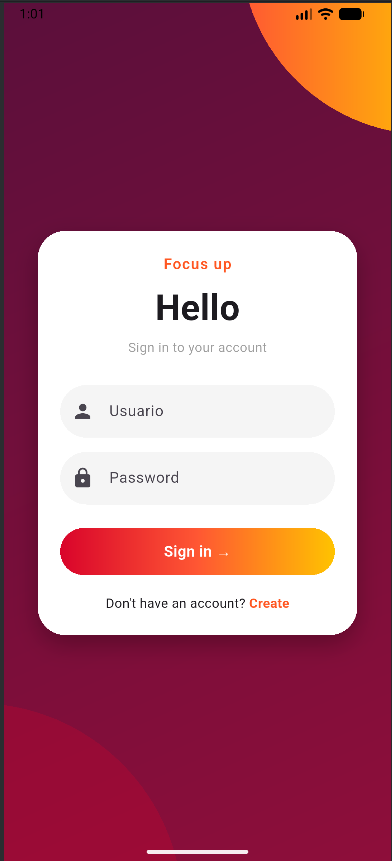 1:01
Focus up
Hello
Sign in to your account
Usuario
Password
Sign in →
Don't have an account? Create